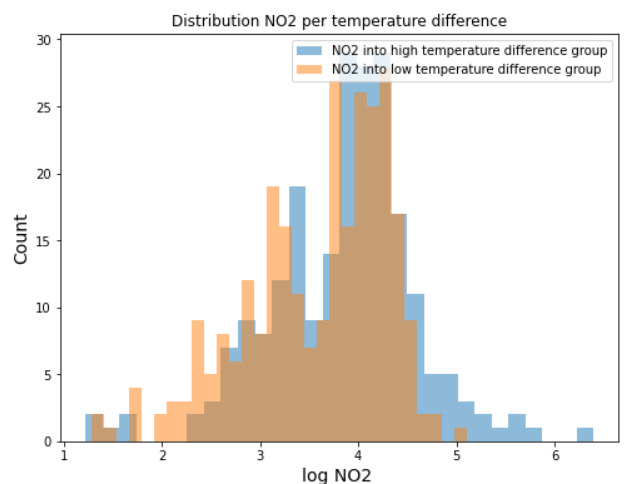 Distribution NO2 per temperature difference
NO2 into high temperature difference group
NO2 into low temperature difference group
30
25
20
15
10
5
0
Count
1
2
3
4
5
6
log NO2